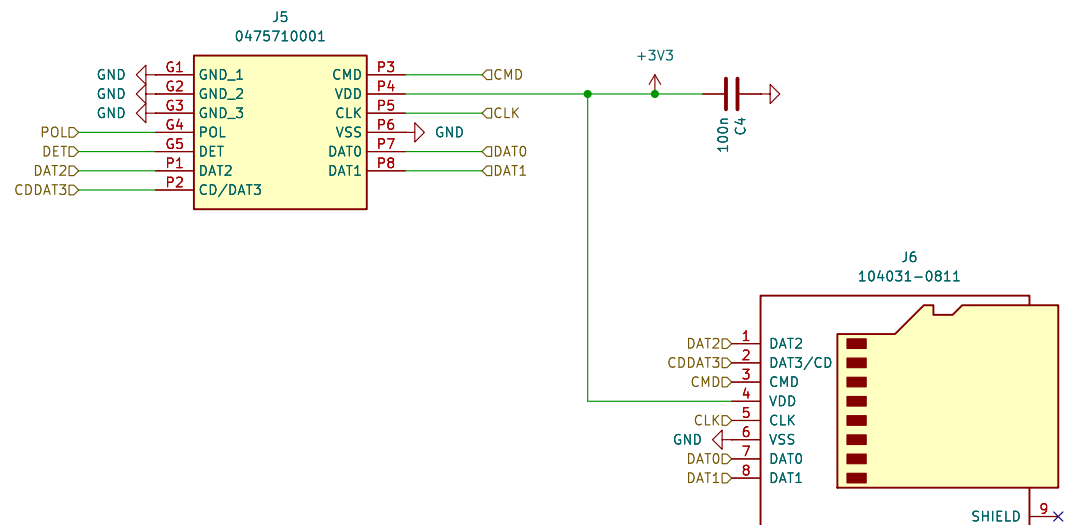 J5
0475710001
GND G1 GND_1 CMD P3 CMD
GND G2 GND_2 VDD P4
GND G3 GND_3 CLK P5 CLK
POL G4 POL VSS P6 GND
DET G5 DET DAT0 P7 DAT0
DAT2 P1 DAT2 DAT1 P8 DAT1
CDDAT3 P2 CD/DAT3
+3V3
100n
C4
J6
104031-0811
DAT2 1 DAT2
CDDAT3 2 DAT3/CD
CMD 3 CMD
4 VDD
CLK 5 CLK
GND 6 VSS
DAT0 7 DAT0
DAT1 8 DAT1
SHIELD 9